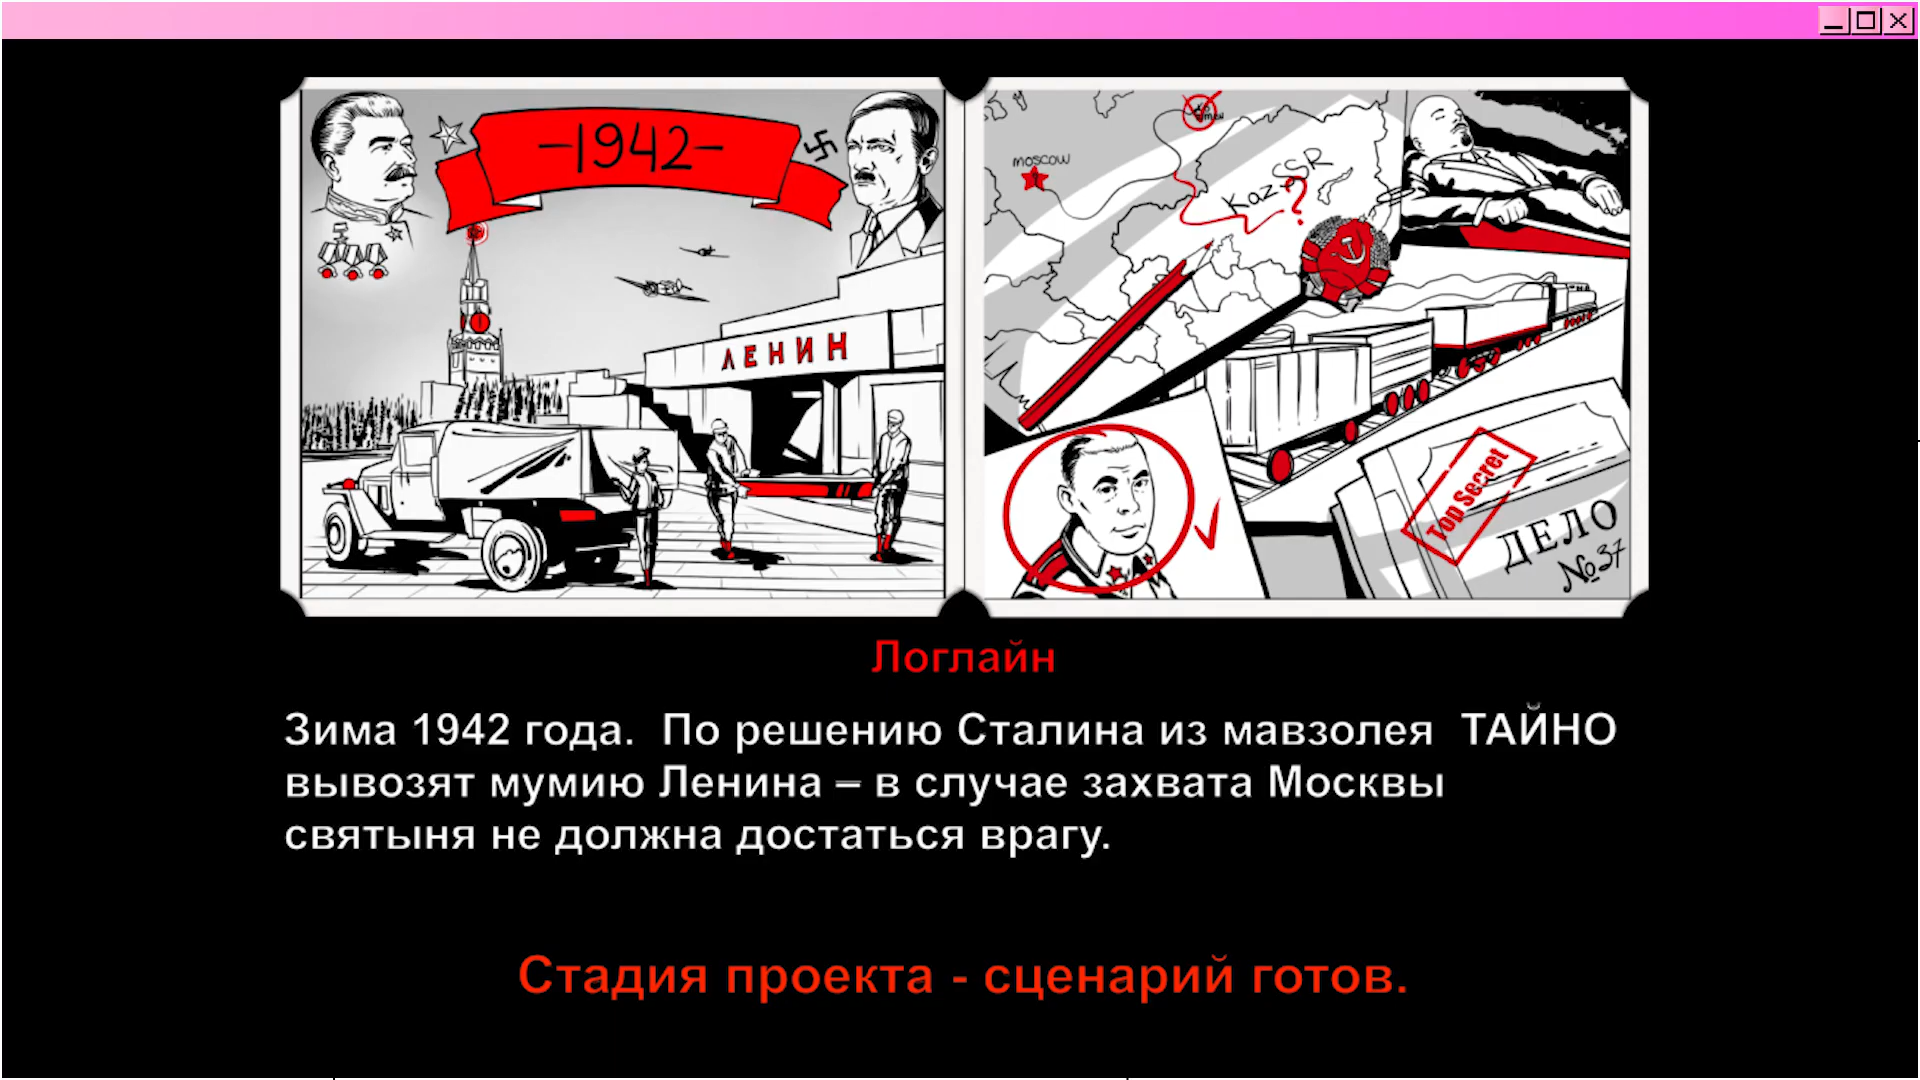 -1942-
ЛЕНИН
moscow
Kaz SSR
?
Top Secret
ДЕЛО
№37
Логлайн
Зима 1942 года. По решению Сталина из мавзолея ТАЙНО
вывозят мумию Ленина – в случае захвата Москвы
святыня не должна достаться врагу.
Стадия проекта - сценарий готов.